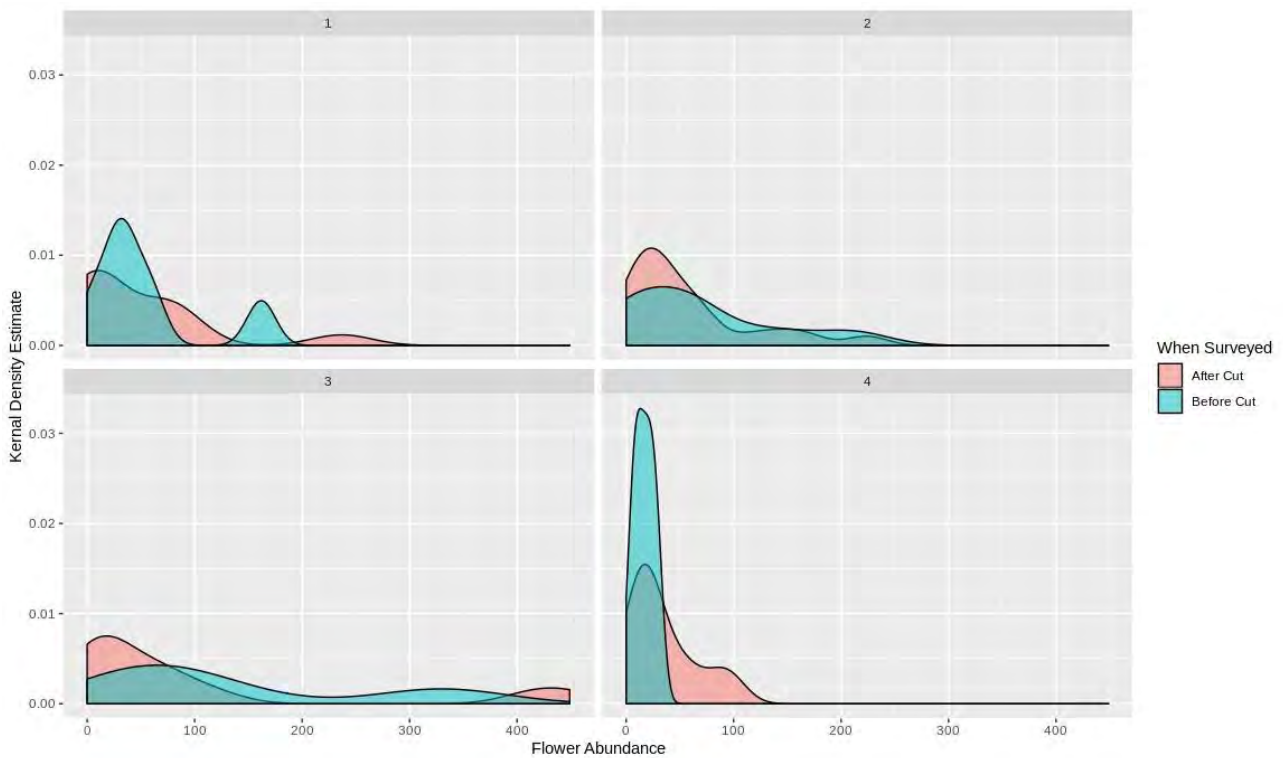 1
2
0.03
0.02
0.01
0.00
Kernal Density Estimate
When Surveyed
After Cut
Before Cut
3
4
0.03
0.02
0.01
0.00
0 100 200 300 400
0 100 200 300 400
Flower Abundance